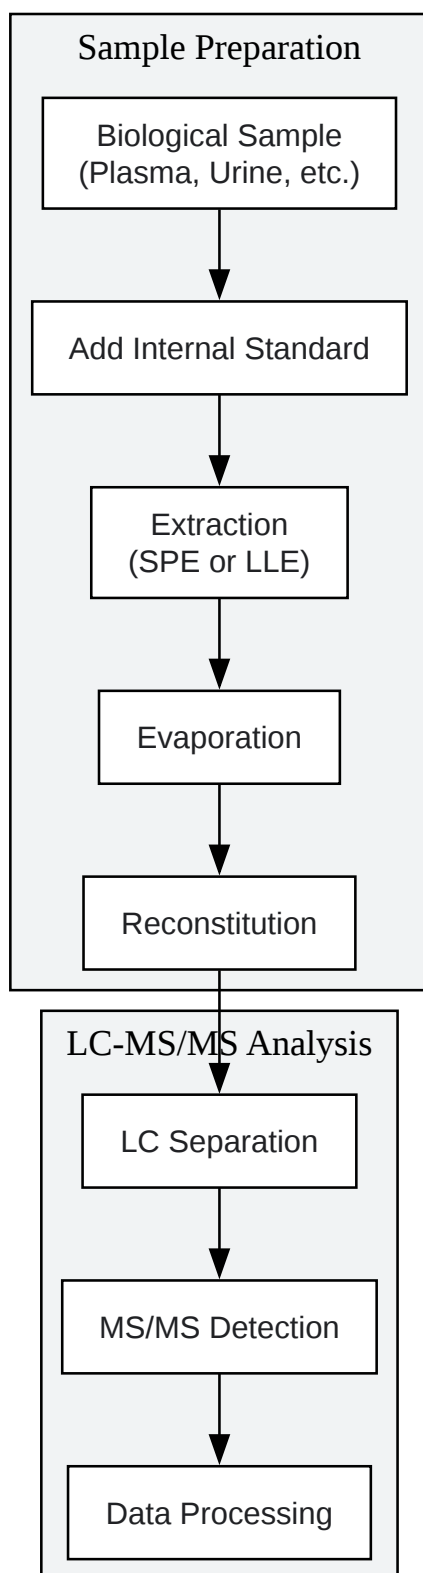 Sample Preparation
Biological Sample
(Plasma, Urine, etc.)
Add Internal Standard
Extraction
(SPE or LLE)
Evaporation
Reconstitution
LC-MS/MS Analysis
LC Separation
MS/MS Detection
Data Processing